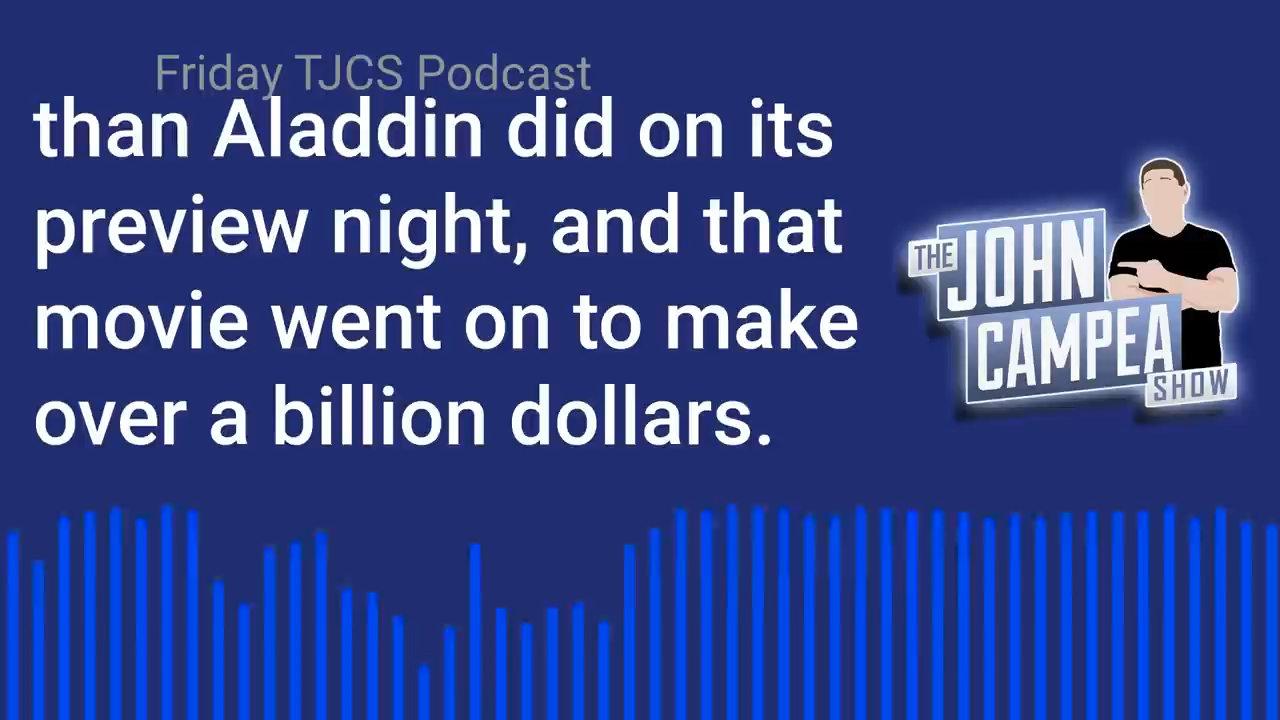 Friday TJCS Podcast
than Aladdin did on its
preview night, and that
movie went on to make
over a billion dollars.
THE
JOHN
CAMPEA
SHOW